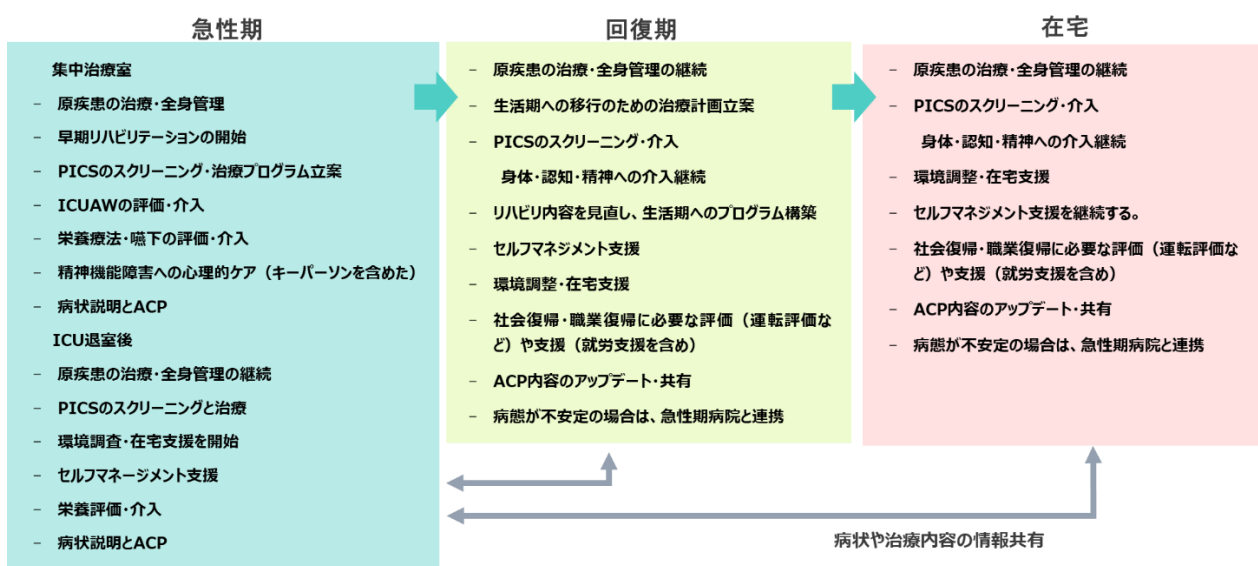 急性期
集中治療室
－ 原疾患の治療・全身管理
－ 早期リハビリテーションの開始
－ PICSのスクリーニング・治療プログラム立案
－ ICUAWの評価・介入
－ 栄養療法・嚥下の評価・介入
－ 精神機能障害への心理的ケア（キーパーソンを含めた）
－ 病状説明とACP
ICU退室後
－ 原疾患の治療・全身管理の継続
－ PICSのスクリーニングと治療
－ 環境調査・在宅支援を開始
－ セルフマネージメント支援
－ 栄養評価・介入
－ 病状説明とACP
回復期
－ 原疾患の治療・全身管理の継続
－ 生活期への移行のための治療計画立案
－ PICSのスクリーニング・介入
身体・認知・精神への介入継続
－ リハビリ内容を見直し、生活期へのプログラム構築
－ セルフマネジメント支援
－ 環境調整・在宅支援
－ 社会復帰・職業復帰に必要な評価（運転評価な
ど）や支援（就労支援を含め）
－ ACP内容のアップデート・共有
－ 病態が不安定の場合は、急性期病院と連携
在宅
－ 原疾患の治療・全身管理の継続
－ PICSのスクリーニング・介入
身体・認知・精神への介入継続
－ 環境調整・在宅支援
－ セルフマネジメント支援を継続する。
－ 社会復帰・職業復帰に必要な評価（運転評価な
ど）や支援（就労支援を含め）
－ ACP内容のアップデート・共有
－ 病態が不安定の場合は、急性期病院と連携
病状や治療内容の情報共有